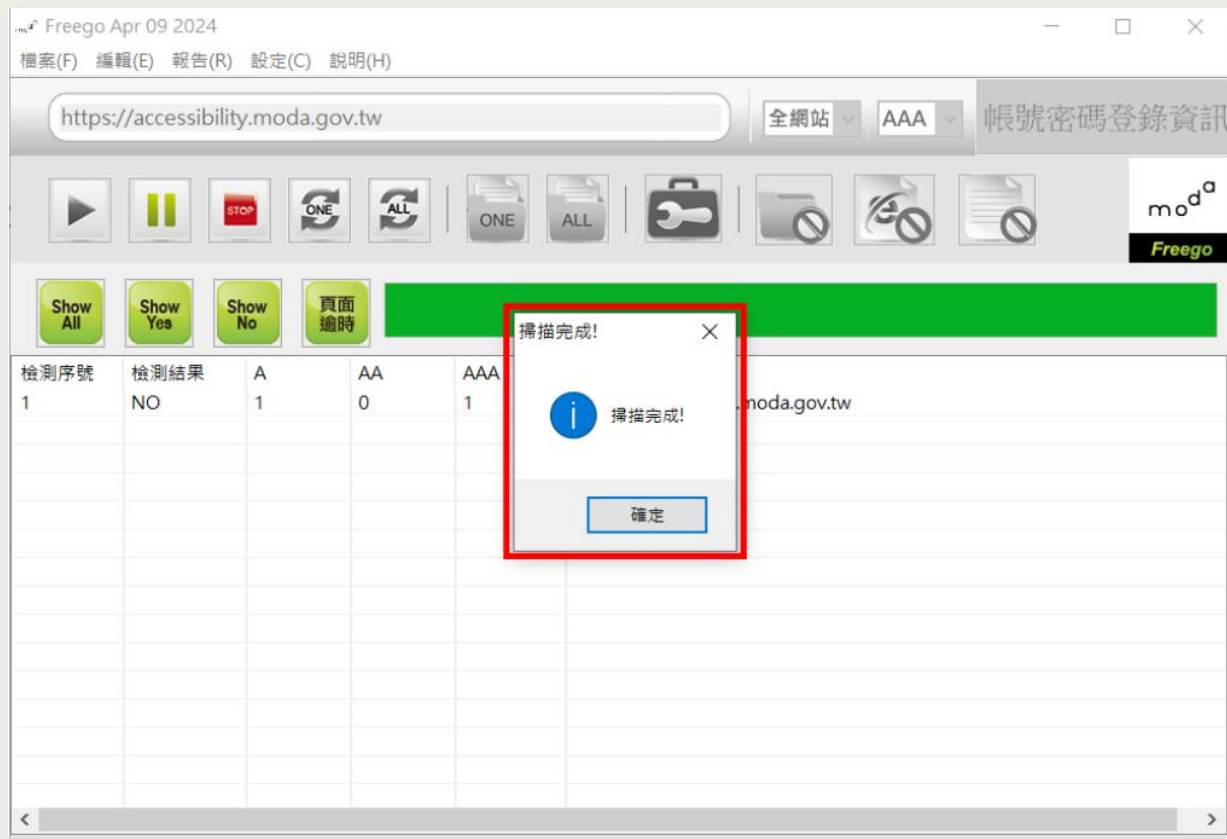 moda Freego Apr 09 2024
檔案(F) 編輯(E) 報告(R) 設定(C) 說明(H)
https://accessibility.moda.gov.tw 全網站 AAA 帳號密碼登錄資訊
STOP ONE ALL ONE ALL moda
Freego
Show All Show Yes Show No 頁面逾時
掃描完成!
檢測序號 檢測結果 A AA AAA
1 NO 1 0 1 .moda.gov.tw
掃描完成!
確定